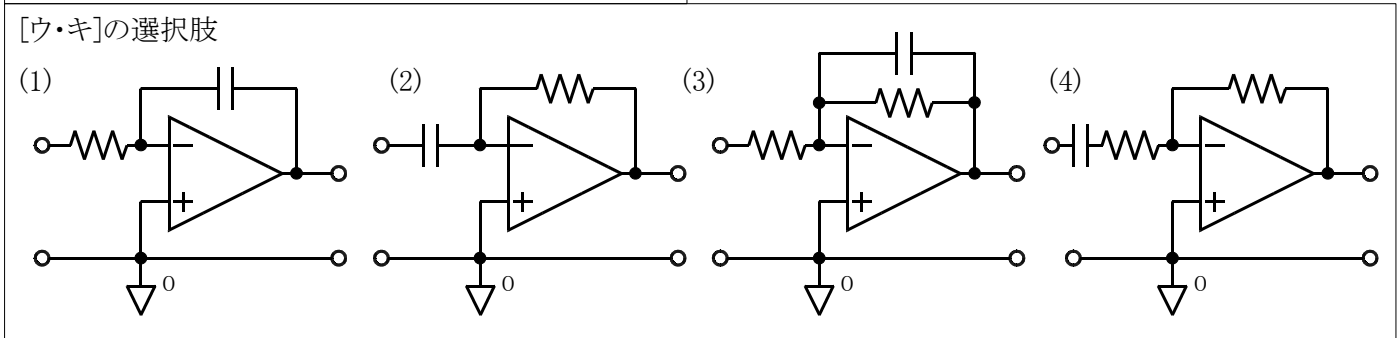 [ウ・キ]の選択肢
(1) (2) (3) (4)
− − − −
+ + + +
0 0 0 0